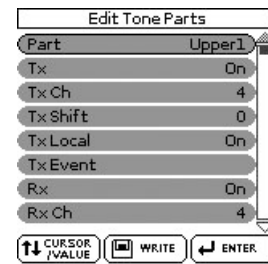 Edit Tone Parts
Part Upper1
Tx On
Tx Ch 4
Tx Shift 0
Tx Local On
Tx Event
Rx On
Rx Ch 4
CURSOR /VALUE WRITE ENTER